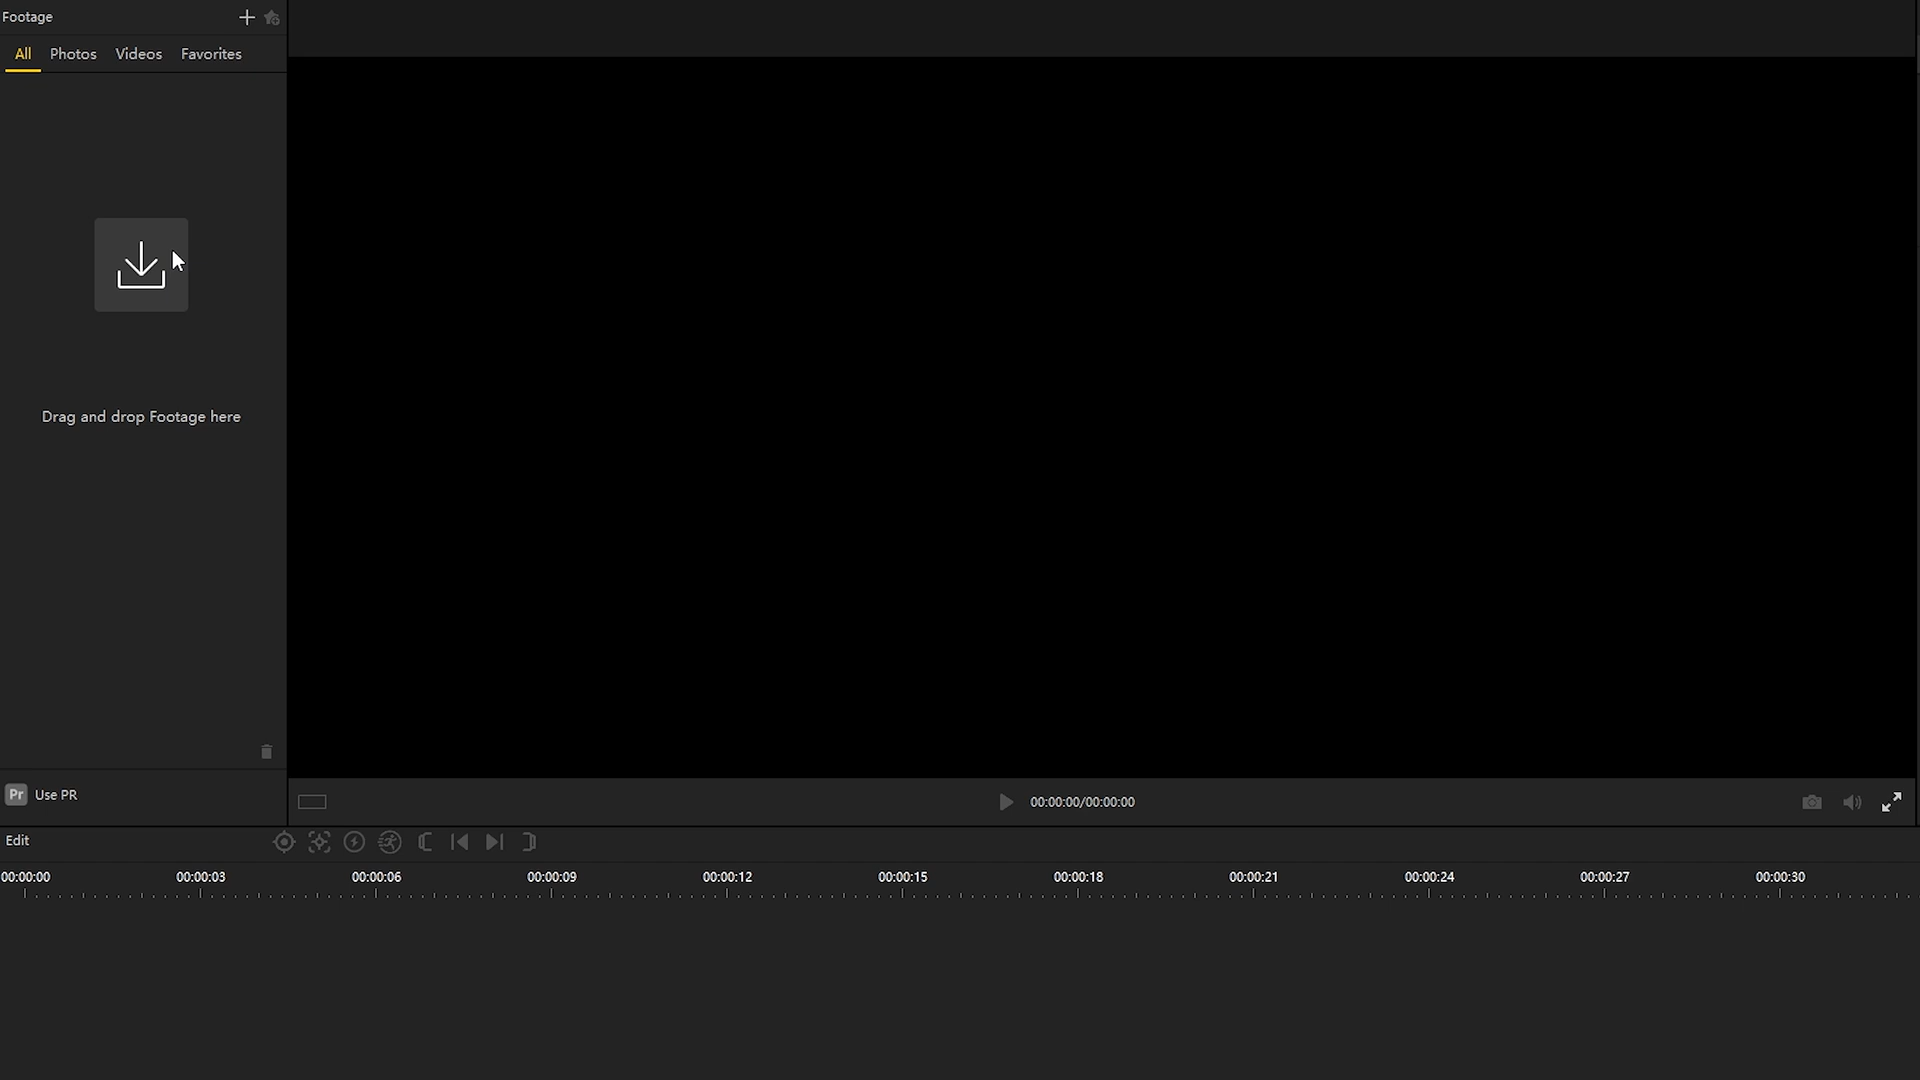 Footage
All Photos Videos Favorites
Drag and drop Footage here
Pr Use PR
00:00:00/00:00:00
Edit
00:00:00 00:00:03 00:00:06 00:00:09 00:00:12 00:00:15 00:00:18 00:00:21 00:00:24 00:00:27 00:00:30